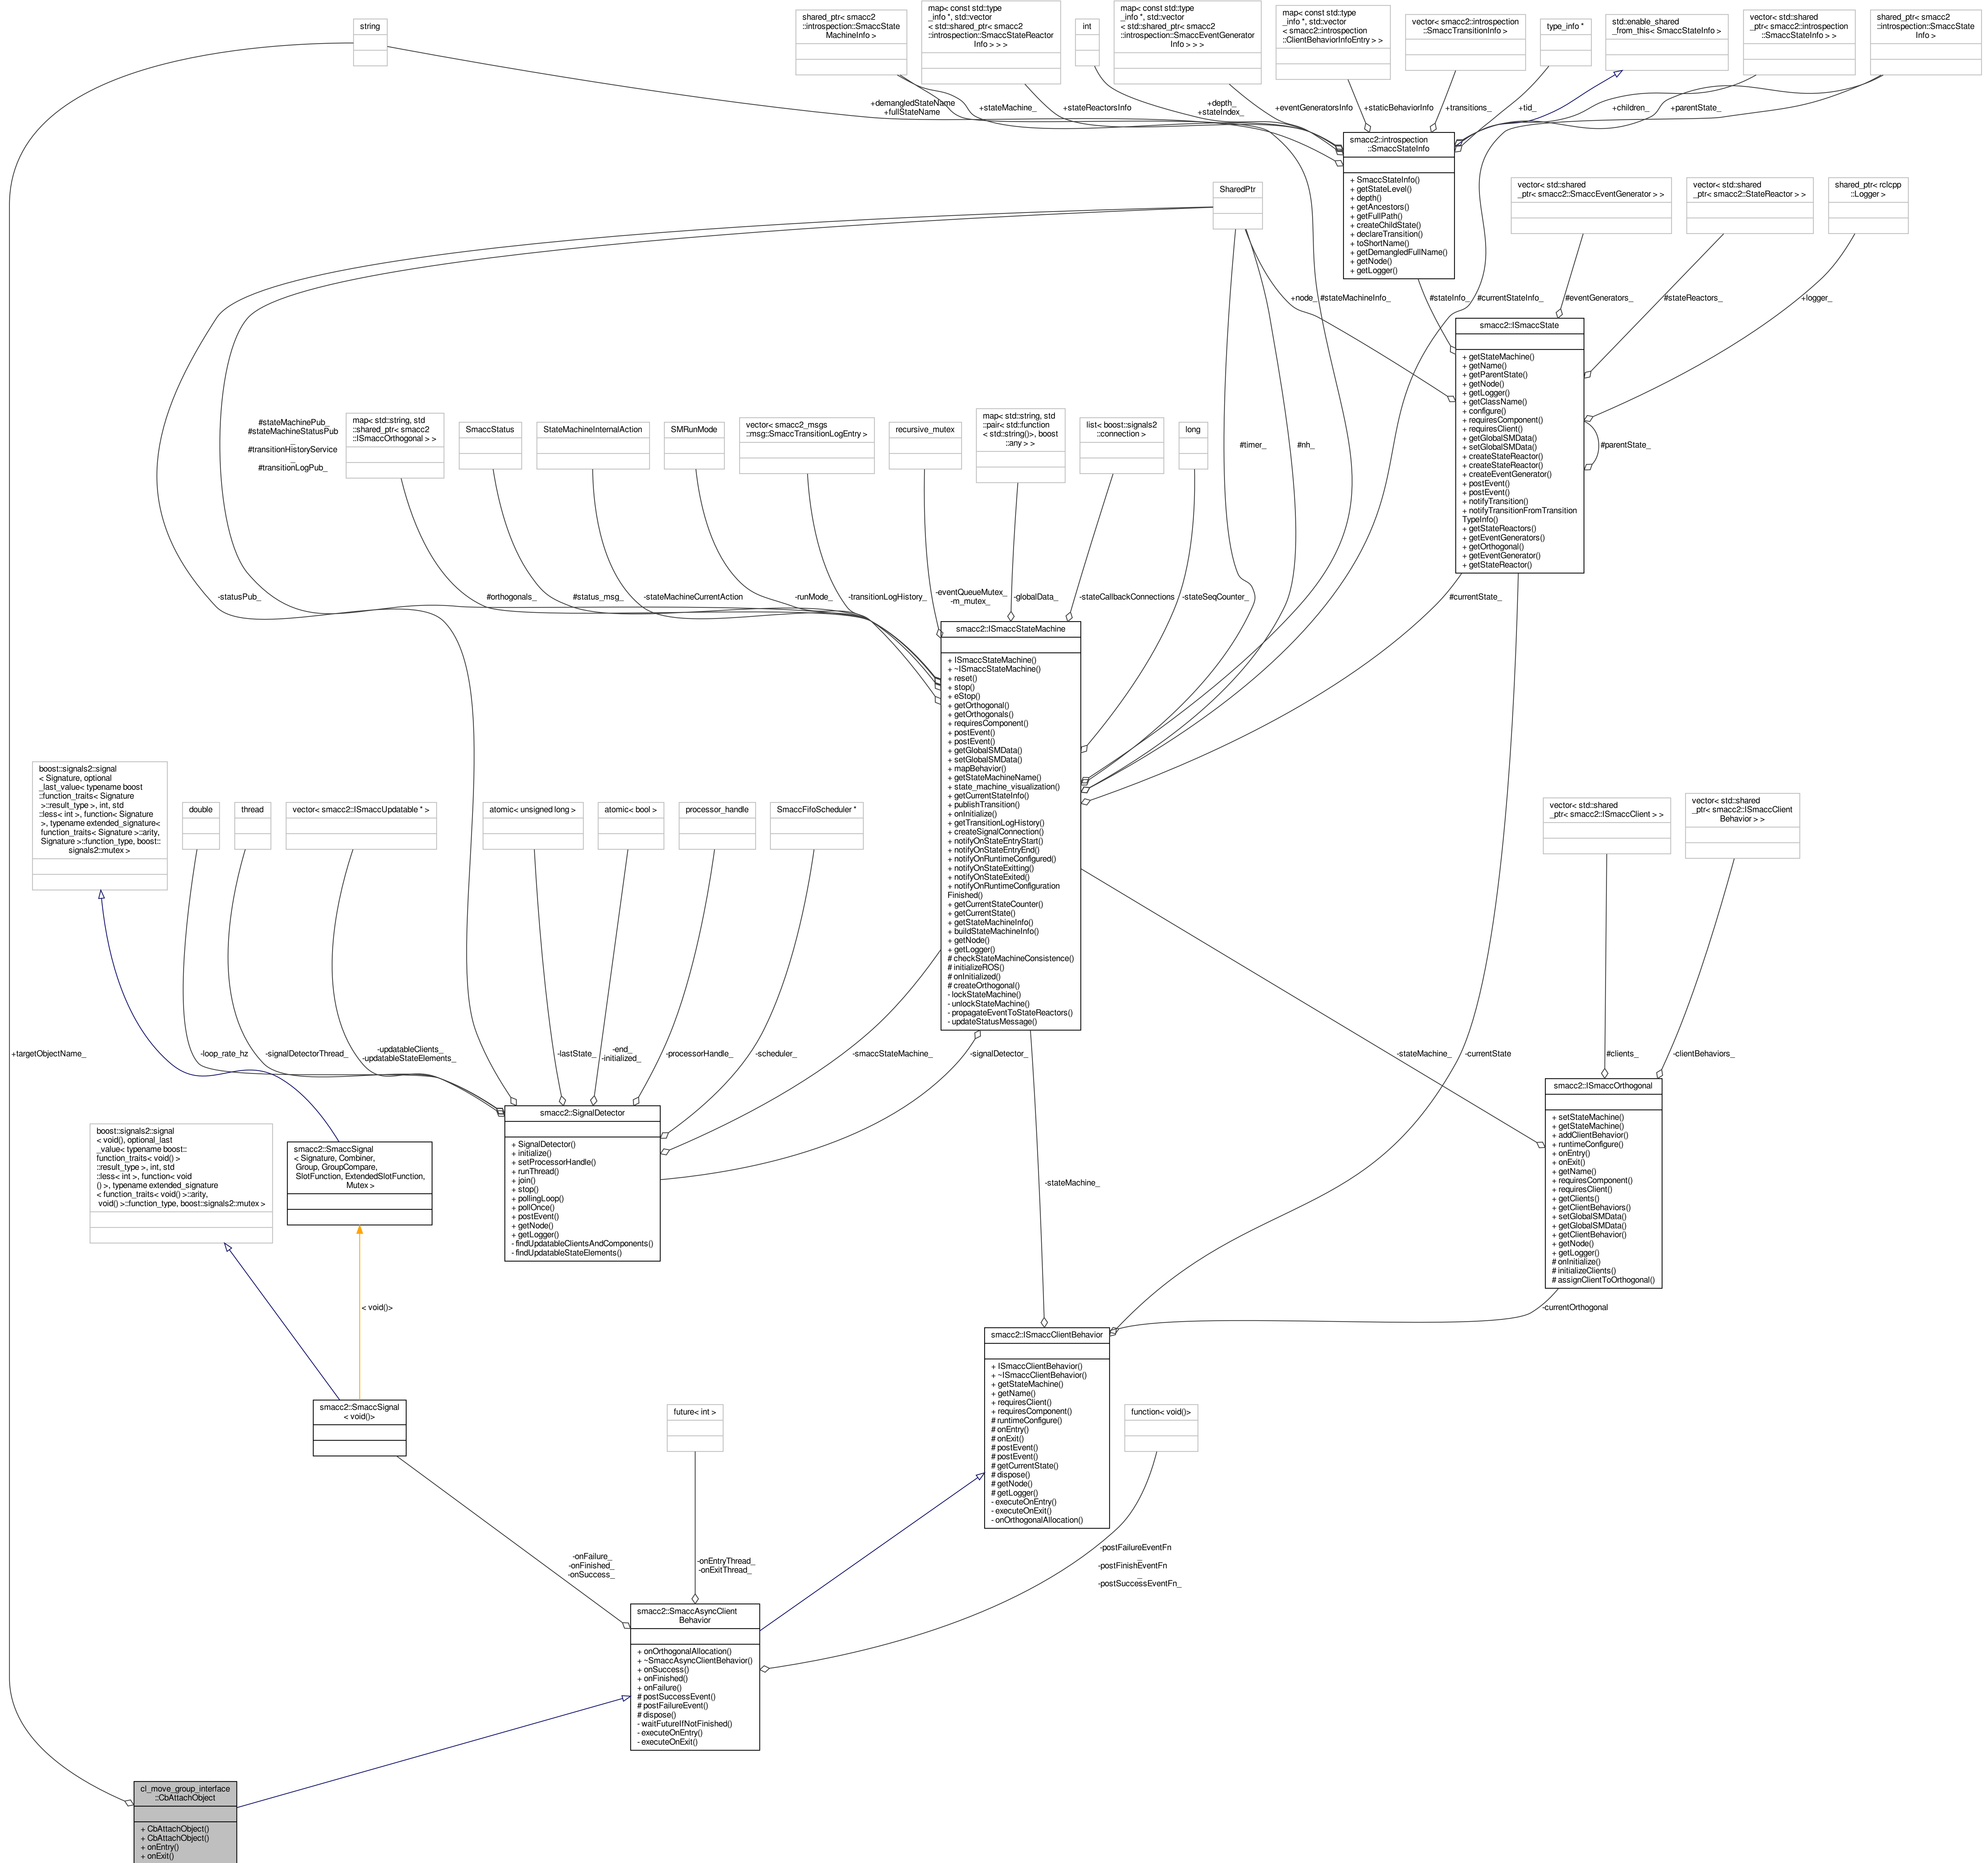 string
shared_ptr< smacc2
::introspection::SmaccState
MachineInfo >
map< const std::type
_info *, std::vector
< std::shared_ptr< smacc2
::introspection::SmaccStateReactor
Info > > >
int
map< const std::type
_info *, std::vector
< std::shared_ptr< smacc2
::introspection::SmaccEventGenerator
Info > > >
map< const std::type
_info *, std::vector
< smacc2::introspection
::ClientBehaviorInfoEntry > >
vector< smacc2::introspection
::SmaccTransitionInfo >
type_info *
std::enable_shared
_from_this< SmaccStateInfo >
vector< std::shared
_ptr< smacc2::introspection
::SmaccStateInfo > >
shared_ptr< smacc2
::introspection::SmaccState
Info >
+demangledStateName
+fullStateName
+stateMachine_
+stateReactorsInfo
+depth_
+stateIndex_
+eventGeneratorsInfo
+staticBehaviorInfo
+transitions_
+tid_
+children_
+parentState_
smacc2::introspection
::SmaccStateInfo
+ SmaccStateInfo()
+ getStateLevel()
+ depth()
+ getAncestors()
+ getFullPath()
+ createChildState()
+ declareTransition()
+ toShortName()
+ getDemangledFullName()
+ getNode()
+ getLogger()
SharedPtr
vector< std::shared
_ptr< smacc2::SmaccEventGenerator > >
vector< std::shared
_ptr< smacc2::StateReactor > >
shared_ptr< rclcpp
::Logger >
+node_
#stateMachineInfo_
#stateInfo_
#currentStateInfo_
#eventGenerators_
#stateReactors_
+logger_
smacc2::ISmaccState
+ getStateMachine()
+ getName()
+ getParentState()
+ getNode()
+ getLogger()
+ getClassName()
+ configure()
+ requiresComponent()
+ requiresClient()
+ getGlobalSMData()
+ setGlobalSMData()
+ createStateReactor()
+ createStateReactor()
+ createEventGenerator()
+ postEvent()
+ postEvent()
+ notifyTransition()
+ notifyTransitionFromTransition
TypeInfo()
+ getStateReactors()
+ getEventGenerators()
+ getOrthogonal()
+ getEventGenerator()
+ getStateReactor()
#parentState_
#stateMachinePub_
#stateMachineStatusPub
_
#transitionHistoryService
_
#transitionLogPub_
map< std::string, std
::shared_ptr< smacc2
::ISmaccOrthogonal > >
SmaccStatus
StateMachineInternalAction
SMRunMode
vector< smacc2_msgs
::msg::SmaccTransitionLogEntry >
recursive_mutex
map< std::string, std
::pair< std::function
< std::string()>, boost
::any > >
list< boost::signals2
::connection >
long
#timer_
#nh_
-statusPub_
#orthogonals_
#status_msg_
-stateMachineCurrentAction
-runMode_
-transitionLogHistory_
-eventQueueMutex_
-m_mutex_
-globalData_
-stateCallbackConnections
-stateSeqCounter_
#currentState_
smacc2::ISmaccStateMachine
+ ISmaccStateMachine()
+ ~ISmaccStateMachine()
+ reset()
+ stop()
+ eStop()
+ getOrthogonal()
+ getOrthogonals()
+ requiresComponent()
+ postEvent()
+ postEvent()
+ getGlobalSMData()
+ setGlobalSMData()
+ mapBehavior()
+ getStateMachineName()
+ state_machine_visualization()
+ getCurrentStateInfo()
+ publishTransition()
+ onInitialize()
+ getTransitionLogHistory()
+ createSignalConnection()
+ notifyOnStateEntryStart()
+ notifyOnStateEntryEnd()
+ notifyOnRuntimeConfigured()
+ notifyOnStateExitting()
+ notifyOnStateExited()
+ notifyOnRuntimeConfiguration
Finished()
+ getCurrentStateCounter()
+ getCurrentState()
+ getStateMachineInfo()
+ buildStateMachineInfo()
+ getNode()
+ getLogger()
# checkStateMachineConsistence()
# initializeROS()
# onInitialized()
# createOrthogonal()
- lockStateMachine()
- unlockStateMachine()
- propagateEventToStateReactors()
- updateStatusMessage()
boost::signals2::signal
< Signature, optional
_last_value< typename boost
::function_traits< Signature
>::result_type >, int, std
::less< int >, function< Signature
>, typename extended_signature<
function_traits< Signature >::arity,
Signature >::function_type, boost::
signals2::mutex >
double
thread
vector< smacc2::ISmaccUpdatable * >
atomic< unsigned long >
atomic< bool >
processor_handle
SmaccFifoScheduler *
vector< std::shared
_ptr< smacc2::ISmaccClient > >
vector< std::shared
_ptr< smacc2::ISmaccClient
Behavior > >
+targetObjectName_
-loop_rate_hz
-signalDetectorThread_
-updatableClients_
-updatableStateElements_
-lastState_
-end_
-initialized_
-processorHandle_
-scheduler_
-smaccStateMachine_
-signalDetector_
-stateMachine_
-currentState
#clients_
-clientBehaviors_
smacc2::SignalDetector
+ SignalDetector()
+ initialize()
+ setProcessorHandle()
+ runThread()
+ join()
+ stop()
+ pollingLoop()
+ pollOnce()
+ postEvent()
+ getNode()
+ getLogger()
- findUpdatableClientsAndComponents()
- findUpdatableStateElements()
smacc2::ISmaccOrthogonal
+ setStateMachine()
+ getStateMachine()
+ addClientBehavior()
+ runtimeConfigure()
+ onEntry()
+ onExit()
+ getName()
+ requiresComponent()
+ requiresClient()
+ getClients()
+ getClientBehaviors()
+ setGlobalSMData()
+ getGlobalSMData()
+ getClientBehavior()
+ getNode()
+ getLogger()
# onInitialize()
# initializeClients()
# assignClientToOrthogonal()
boost::signals2::signal
< void(), optional_last
_value< typename boost::
function_traits< void() >
::result_type >, int, std
::less< int >, function< void
() >, typename extended_signature
< function_traits< void() >::arity,
void() >::function_type, boost::signals2::mutex >
smacc2::SmaccSignal
< Signature, Combiner,
Group, GroupCompare,
SlotFunction, ExtendedSlotFunction,
Mutex >
-stateMachine_
< void()>
-currentOrthogonal
smacc2::ISmaccClientBehavior
+ ISmaccClientBehavior()
+ ~ISmaccClientBehavior()
+ getStateMachine()
+ getName()
+ requiresClient()
+ requiresComponent()
# runtimeConfigure()
# onEntry()
# onExit()
# postEvent()
# postEvent()
# getCurrentState()
# dispose()
# getNode()
# getLogger()
- executeOnEntry()
- executeOnExit()
- onOrthogonalAllocation()
smacc2::SmaccSignal
< void()>
future< int >
function< void()>
-onFailure_
-onFinished_
-onSuccess_
-onEntryThread_
-onExitThread_
-postFailureEventFn
_
-postFinishEventFn
_
-postSuccessEventFn_
smacc2::SmaccAsyncClient
Behavior
+ onOrthogonalAllocation()
+ ~SmaccAsyncClientBehavior()
+ onSuccess()
+ onFinished()
+ onFailure()
# postSuccessEvent()
# postFailureEvent()
# dispose()
- waitFutureIfNotFinished()
- executeOnEntry()
- executeOnExit()
cl_move_group_interface
::CbAttachObject
+ CbAttachObject()
+ CbAttachObject()
+ onEntry()
+ onExit()